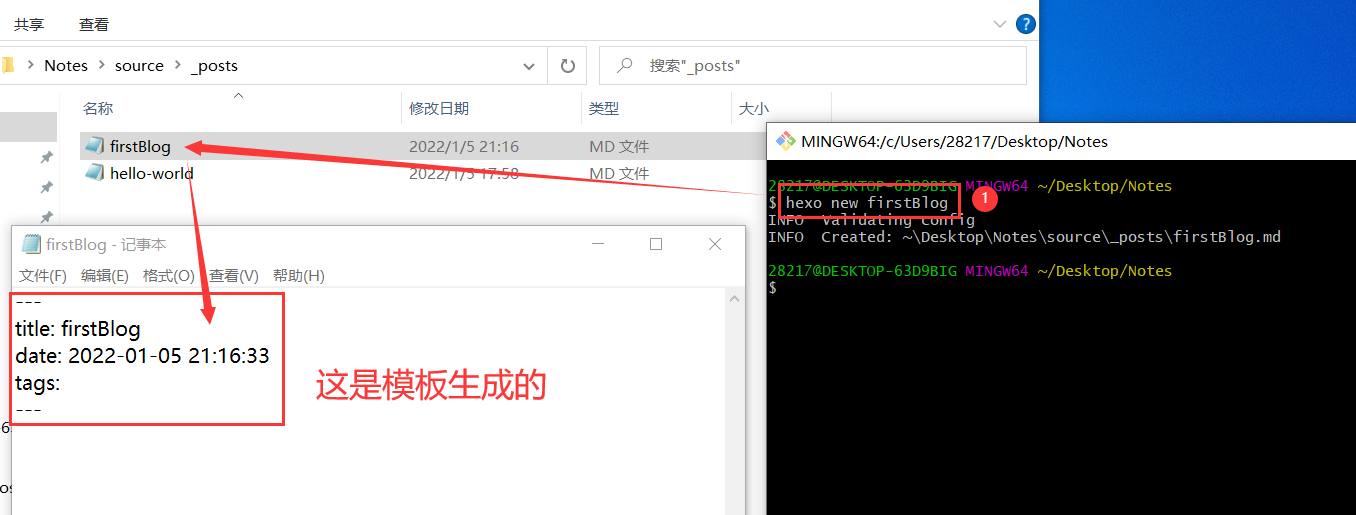 共享 查看
Notes › source › _posts
搜索"_posts"
名称 修改日期 类型 大小
firstBlog 2022/1/5 21:16 MD 文件
hello-world 2022/1/5 17:58 MD 文件
firstBlog - 记事本
文件(F) 编辑(E) 格式(O) 查看(V) 帮助(H)
---
title: firstBlog
date: 2022-01-05 21:16:33
tags:
---
这是模板生成的
MINGW64:/c/Users/28217/Desktop/Notes
28217@DESKTOP-63D9BIG MINGW64 ~/Desktop/Notes
$ hexo new firstBlog
1
INFO Validating config
INFO Created: ~\Desktop\Notes\source\_posts\firstBlog.md
28217@DESKTOP-63D9BIG MINGW64 ~/Desktop/Notes
$